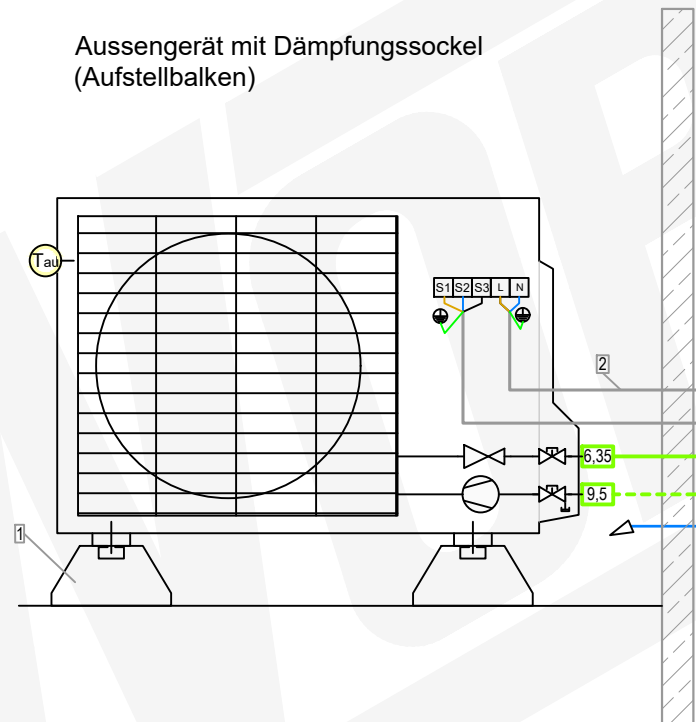 Aussengerät mit Dämpfungssockel
(Aufstellbalken)
Tau
S1 S2 S3 L N
2
6,35
9,5
1